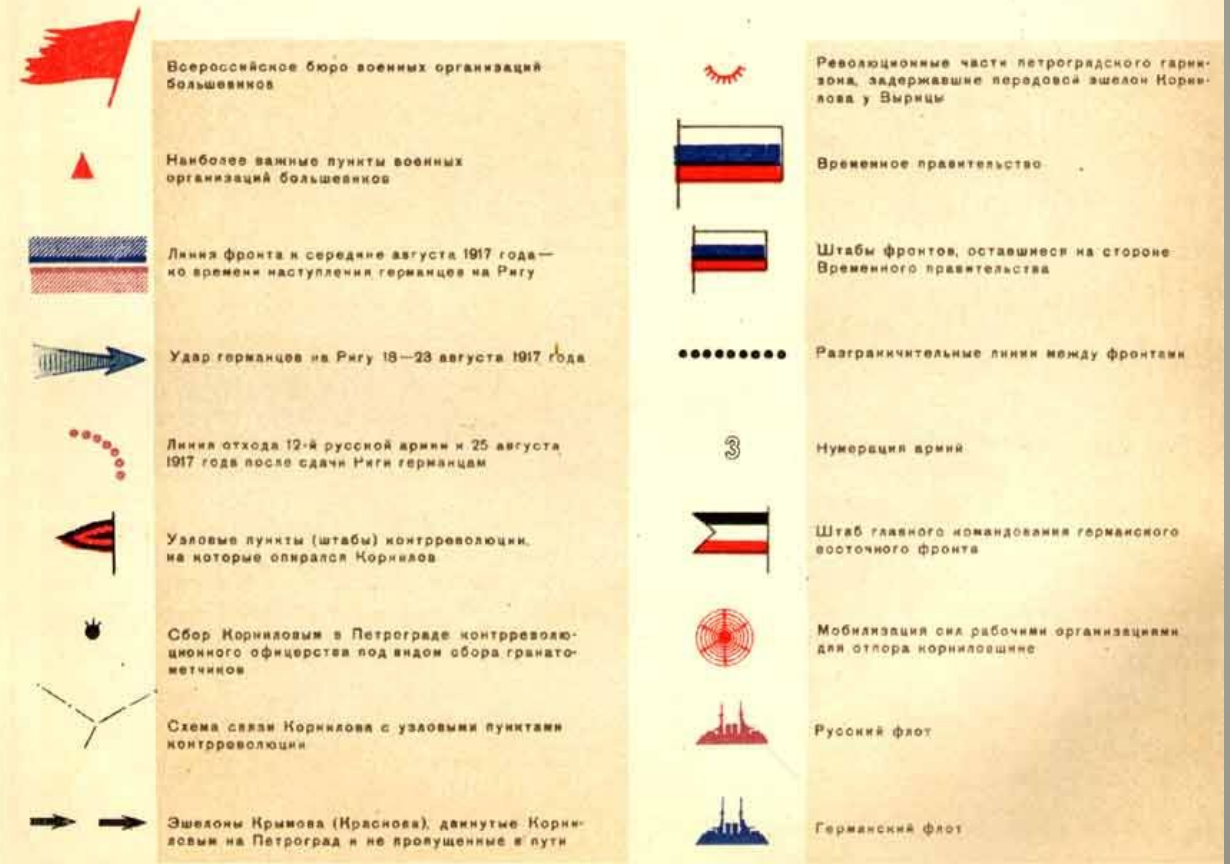 Всероссийское бюро военных организаций
большевиков
Наиболее важные пункты военных
организаций большевиков
Линия фронта к середине августа 1917 года—
ко времени наступления германцев на Ригу
Удар германцев на Ригу 18—23 августа 1917 года
Линия отхода 12-й русской армии к 25 августа
1917 года после сдачи Риги германцам
Узловые пункты (штабы) контрреволюции,
на которые опирался Корнилов
Сбор Корниловым в Петрограде контрреволю-
ционного офицерства под видом сбора гранато-
метчиков
Схема связи Корнилова с узловыми пунктами
контрреволюции
Эшелоны Крымова (Краснова), двинутые Корни-
ловым на Петроград и не пропущенные в пути
Революционные части петроградского гарни-
зона, задержавшие передовой эшелон Корни-
лова у Вырицы
Временное правительство
Штабы фронтов, оставшиеся на стороне
Временного правительства
Разграничительные линии между фронтами
3
Нумерация армий
Штаб главного командования германского
восточного фронта
Мобилизация сил рабочими организациями
для отпора корниловщине
Русский флот
Германский флот